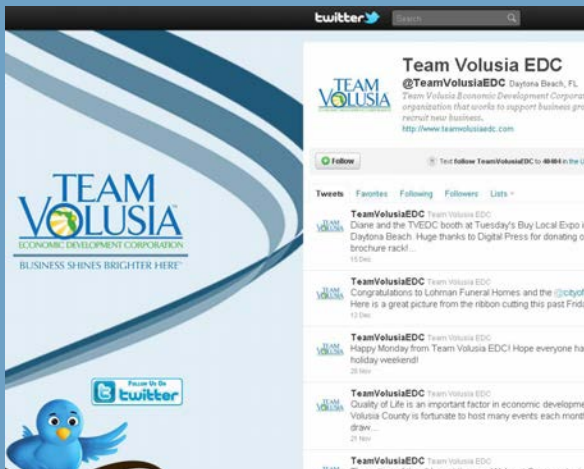 twitter
Search
TEAM
VOLUSIA
ECONOMIC DEVELOPMENT CORPORATION
BUSINESS SHINES BRIGHTER HERE
Follow Us On
twitter
TEAM
VOLUSIA
Team Volusia EDC
@TeamVolusiaEDC Daytona Beach, FL
Team Volusia Economic Development
organization that works to support business
recruit new business.
http://www.teamvolusiaedc.com
Follow
Text follow TeamVolusiaEDC to 40404 in the
Tweets Favorites Following Followers Lists
TeamVolusiaEDC Team Volusia EDC
Diane and the TVEDC booth at Tuesday's Buy Local Expo
Daytona Beach. Huge thanks to Digital Press for donating
brochure rack!...
15 Dec
TeamVolusiaEDC Team Volusia EDC
Congratulations to Lohman Funeral Homes and the
Here is a great picture from the ribbon cutting this past
12 Dec
TeamVolusiaEDC Team Volusia EDC
Happy Monday from Team Volusia EDC! Hope everyone
holiday weekend!
28 Nov
TeamVolusiaEDC Team Volusia EDC
Quality of Life is an important factor in economic
Volusia County is fortunate to host many events each
draw...
21 Nov
TeamVolusiaEDC Team Volusia EDC